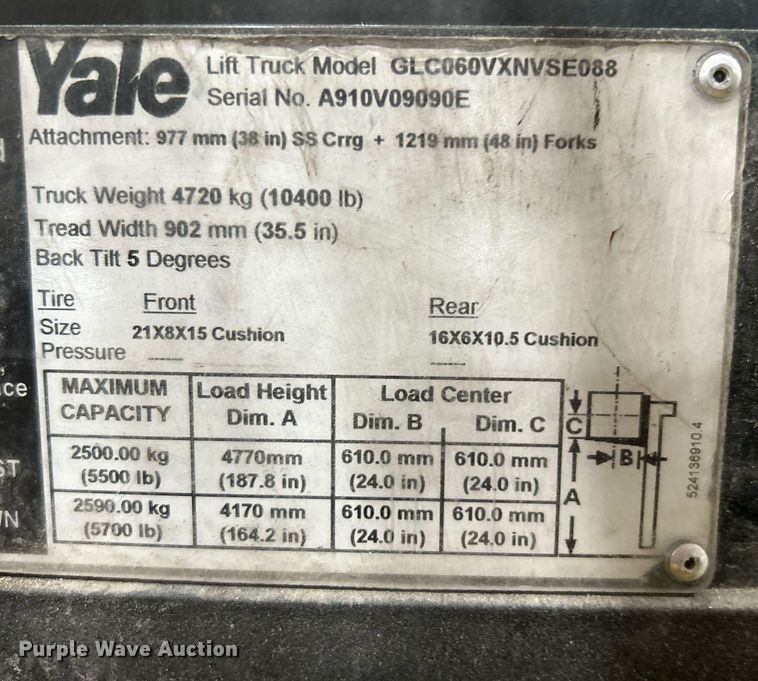 Yale
Lift Truck Model GLC060VXNVSE088
Serial No. A910V09090E
Attachment: 977 mm (38 in) SS Crrg + 1219 mm (48 in) Forks
Truck Weight 4720 kg (10400 lb)
Tread Width 902 mm (35.5 in)
Back Tilt 5 Degrees
Tire Front Rear
Size 21X8X15 Cushion 16X6X10.5 Cushion
Pressure
MAXIMUM CAPACITY Load Height Dim. A Load Center Dim. B Dim. C
2500.00 kg 4770mm 610.0 mm 610.0 mm
(5500 lb) (187.8 in) (24.0 in) (24.0 in)
2590.00 kg 4170 mm 610.0 mm 610.0 mm
(5700 lb) (164.2 in) (24.0 in) (24.0 in)
C
B
A
524136910.4
Purple Wave Auction